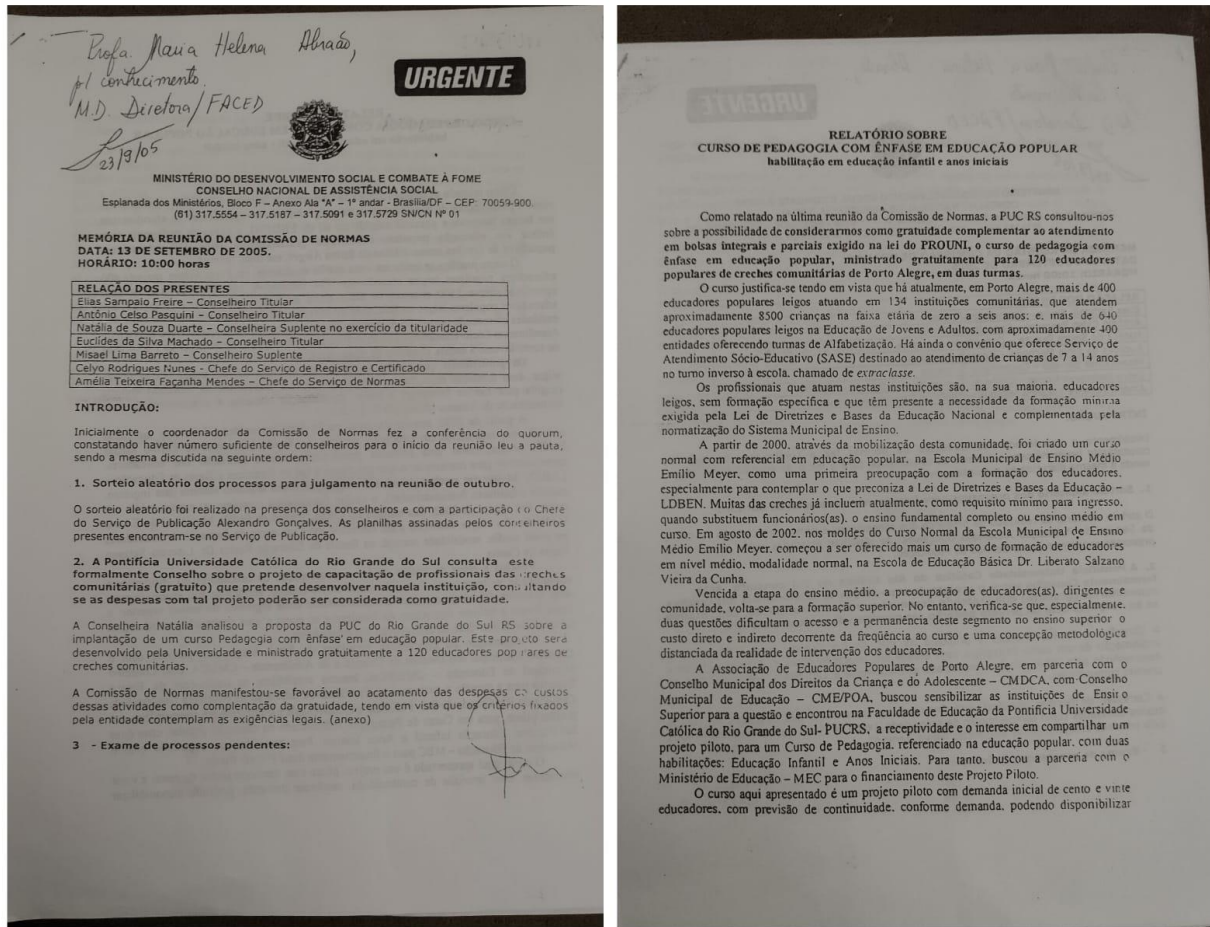 Profa. Maria Helena Abraão,
p/ conhecimento.
M.D. Diretora/FACED
23/9/05
URGENTE
MINISTÉRIO DO DESENVOLVIMENTO SOCIAL E COMBATE À FOME
CONSELHO NACIONAL DE ASSISTÊNCIA SOCIAL
Esplanada dos Ministérios, Bloco F – Anexo Ala "A" – 1º andar - Brasília/DF – CEP: 70059-900.
(61) 317.5554 – 317.5187 – 317.5091 e 317.5729 SN/CN Nº 01
MEMÓRIA DA REUNIÃO DA COMISSÃO DE NORMAS
DATA: 13 DE SETEMBRO DE 2005.
HORÁRIO: 10:00 horas
RELAÇÃO DOS PRESENTES
Elias Sampaio Freire – Conselheiro Titular
Antônio Celso Pasquini – Conselheiro Titular
Natália de Souza Duarte – Conselheira Suplente no exercício da titularidade
Euclides da Silva Machado – Conselheiro Titular
Misael Lima Barreto – Conselheiro Suplente
Celyo Rodrigues Nunes - Chefe do Serviço de Registro e Certificado
Amélia Teixeira Façanha Mendes – Chefe do Serviço de Normas
INTRODUÇÃO:
Inicialmente o coordenador da Comissão de Normas fez a conferência do quorum,
constatando haver número suficiente de conselheiros para o início da reunião leu a pauta,
sendo a mesma discutida na seguinte ordem:
1. Sorteio aleatório dos processos para julgamento na reunião de outubro.
O sorteio aleatório foi realizado na presença dos conselheiros e com a participação do Chefe
do Serviço de Publicação Alexandro Gonçalves. As planilhas assinadas pelos conselheiros
presentes encontram-se no Serviço de Publicação.
2. A Pontifícia Universidade Católica do Rio Grande do Sul consulta este
formalmente Conselho sobre o projeto de capacitação de profissionais das creches
comunitárias (gratuito) que pretende desenvolver naquela instituição, consultando
se as despesas com tal projeto poderão ser considerada como gratuidade.
A Conselheira Natália analisou a proposta da PUC do Rio Grande do Sul RS sobre a
implantação de um curso Pedagogia com ênfase em educação popular. Este projeto será
desenvolvido pela Universidade e ministrado gratuitamente a 120 educadores populares de
creches comunitárias.
A Comissão de Normas manifestou-se favorável ao acatamento das despesas custos
dessas atividades como complentação da gratuidade, tendo em vista que os critérios fixados
pela entidade contemplam as exigências legais. (anexo)
3 - Exame de processos pendentes:
RELATÓRIO SOBRE
CURSO DE PEDAGOGIA COM ÊNFASE EM EDUCAÇÃO POPULAR
habilitação em educação infantil e anos iniciais
Como relatado na última reunião da Comissão de Normas, a PUC RS consultou-nos
sobre a possibilidade de considerarmos como gratuidade complementar ao atendimento
em bolsas integrais e parciais exigido na lei do PROUNI, o curso de pedagogia com
ênfase em educação popular, ministrado gratuitamente para 120 educadores
populares de creches comunitárias de Porto Alegre, em duas turmas.
O curso justifica-se tendo em vista que há atualmente, em Porto Alegre, mais de 400
educadores populares leigos atuando em 134 instituições comunitárias, que atendem
aproximadamente 8500 crianças na faixa etária de zero a seis anos; e, mais de 640
educadores populares leigos na Educação de Jovens e Adultos, com aproximadamente 400
entidades oferecendo turmas de Alfabetização. Há ainda o convênio que oferece Serviço de
Atendimento Sócio-Educativo (SASE) destinado ao atendimento de crianças de 7 a 14 anos
no turno inverso à escola, chamado de extraclasse.
Os profissionais que atuam nestas instituições são, na sua maioria, educadores
leigos, sem formação específica e que têm presente a necessidade da formação mínima
exigida pela Lei de Diretrizes e Bases da Educação Nacional e complementada pela
normatização do Sistema Municipal de Ensino.
A partir de 2000, através da mobilização desta comunidade, foi criado um curso
normal com referencial em educação popular, na Escola Municipal de Ensino Médio
Emílio Meyer, como uma primeira preocupação com a formação dos educadores,
especialmente para contemplar o que preconiza a Lei de Diretrizes e Bases da Educação –
LDBEN. Muitas das creches já incluem atualmente, como requisito mínimo para ingresso,
quando substituem funcionários(as), o ensino fundamental completo ou ensino médio em
curso. Em agosto de 2002, nos moldes do Curso Normal da Escola Municipal de Ensino
Médio Emílio Meyer, começou a ser oferecido mais um curso de formação de educadores
em nível médio, modalidade normal, na Escola de Educação Básica Dr. Liberato Salzano
Vieira da Cunha.
Vencida a etapa do ensino médio, a preocupação de educadores(as), dirigentes e
comunidade, volta-se para a formação superior. No entanto, verifica-se que, especialmente,
duas questões dificultam o acesso e a permanência deste segmento no ensino superior o
custo direto e indireto decorrente da freqüência ao curso e uma concepção metodológica
distanciada da realidade de intervenção dos educadores.
A Associação de Educadores Populares de Porto Alegre, em parceria com o
Conselho Municipal dos Direitos da Criança e do Adolescente – CMDCA, com Conselho
Municipal de Educação – CME/POA, buscou sensibilizar as instituições de Ensino
Superior para a questão e encontrou na Faculdade de Educação da Pontifícia Universidade
Católica do Rio Grande do Sul- PUCRS, a receptividade e o interesse em compartilhar um
projeto piloto, para um Curso de Pedagogia, referenciado na educação popular, com duas
habilitações: Educação Infantil e Anos Iniciais. Para tanto, buscou a parceria com o
Ministério de Educação – MEC para o financiamento deste Projeto Piloto.
O curso aqui apresentado é um projeto piloto com demanda inicial de cento e vinte
educadores, com previsão de continuidade, conforme demanda, podendo disponibilizar